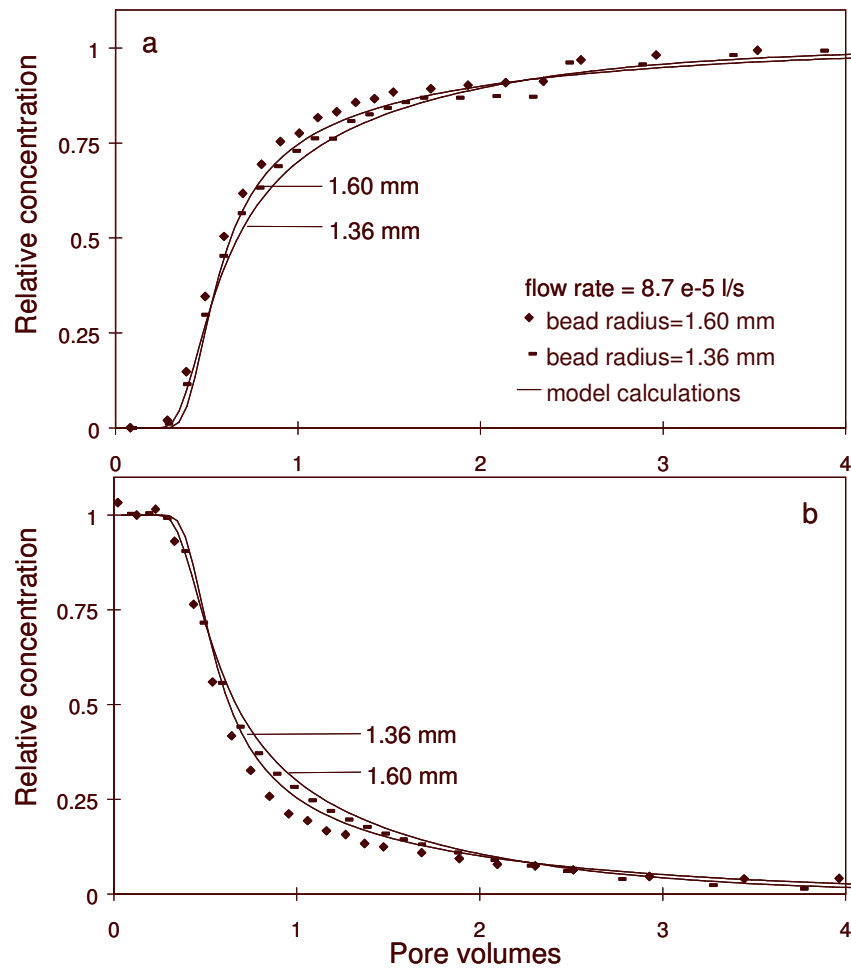 a
1
0.75
0.5
0.25
0
Relative concentration
1.60 mm
1.36 mm
flow rate = 8.7 e-5 l/s
bead radius=1.60 mm
bead radius=1.36 mm
model calculations
0 1 2 3 4
b
1
0.75
0.5
0.25
0
Relative concentration
1.36 mm
1.60 mm
0 1 2 3 4
Pore volumes